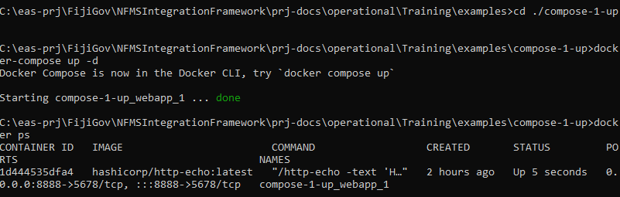 C:\eas-prj\FijiGov\NFMSIntegrationFramework\prj-docs\operational\Training\examples>cd ./compose-1-up
C:\eas-prj\FijiGov\NFMSIntegrationFramework\prj-docs\operational\Training\examples\compose-1-up>dock
er-compose up -d
Docker Compose is now in the Docker CLI, try `docker compose up`
Starting compose-1-up_webapp_1 ... done
C:\eas-prj\FijiGov\NFMSIntegrationFramework\prj-docs\operational\Training\examples\compose-1-up>dock
er ps
CONTAINER ID   IMAGE                   COMMAND                  CREATED       STATUS         PO
RTS                                       NAMES
1d444535dfa4   hashicorp/http-echo:latest   "/http-echo -text 'H…"   2 hours ago   Up 5 seconds   0.
0.0.0:8888->5678/tcp, :::8888->5678/tcp   compose-1-up_webapp_1